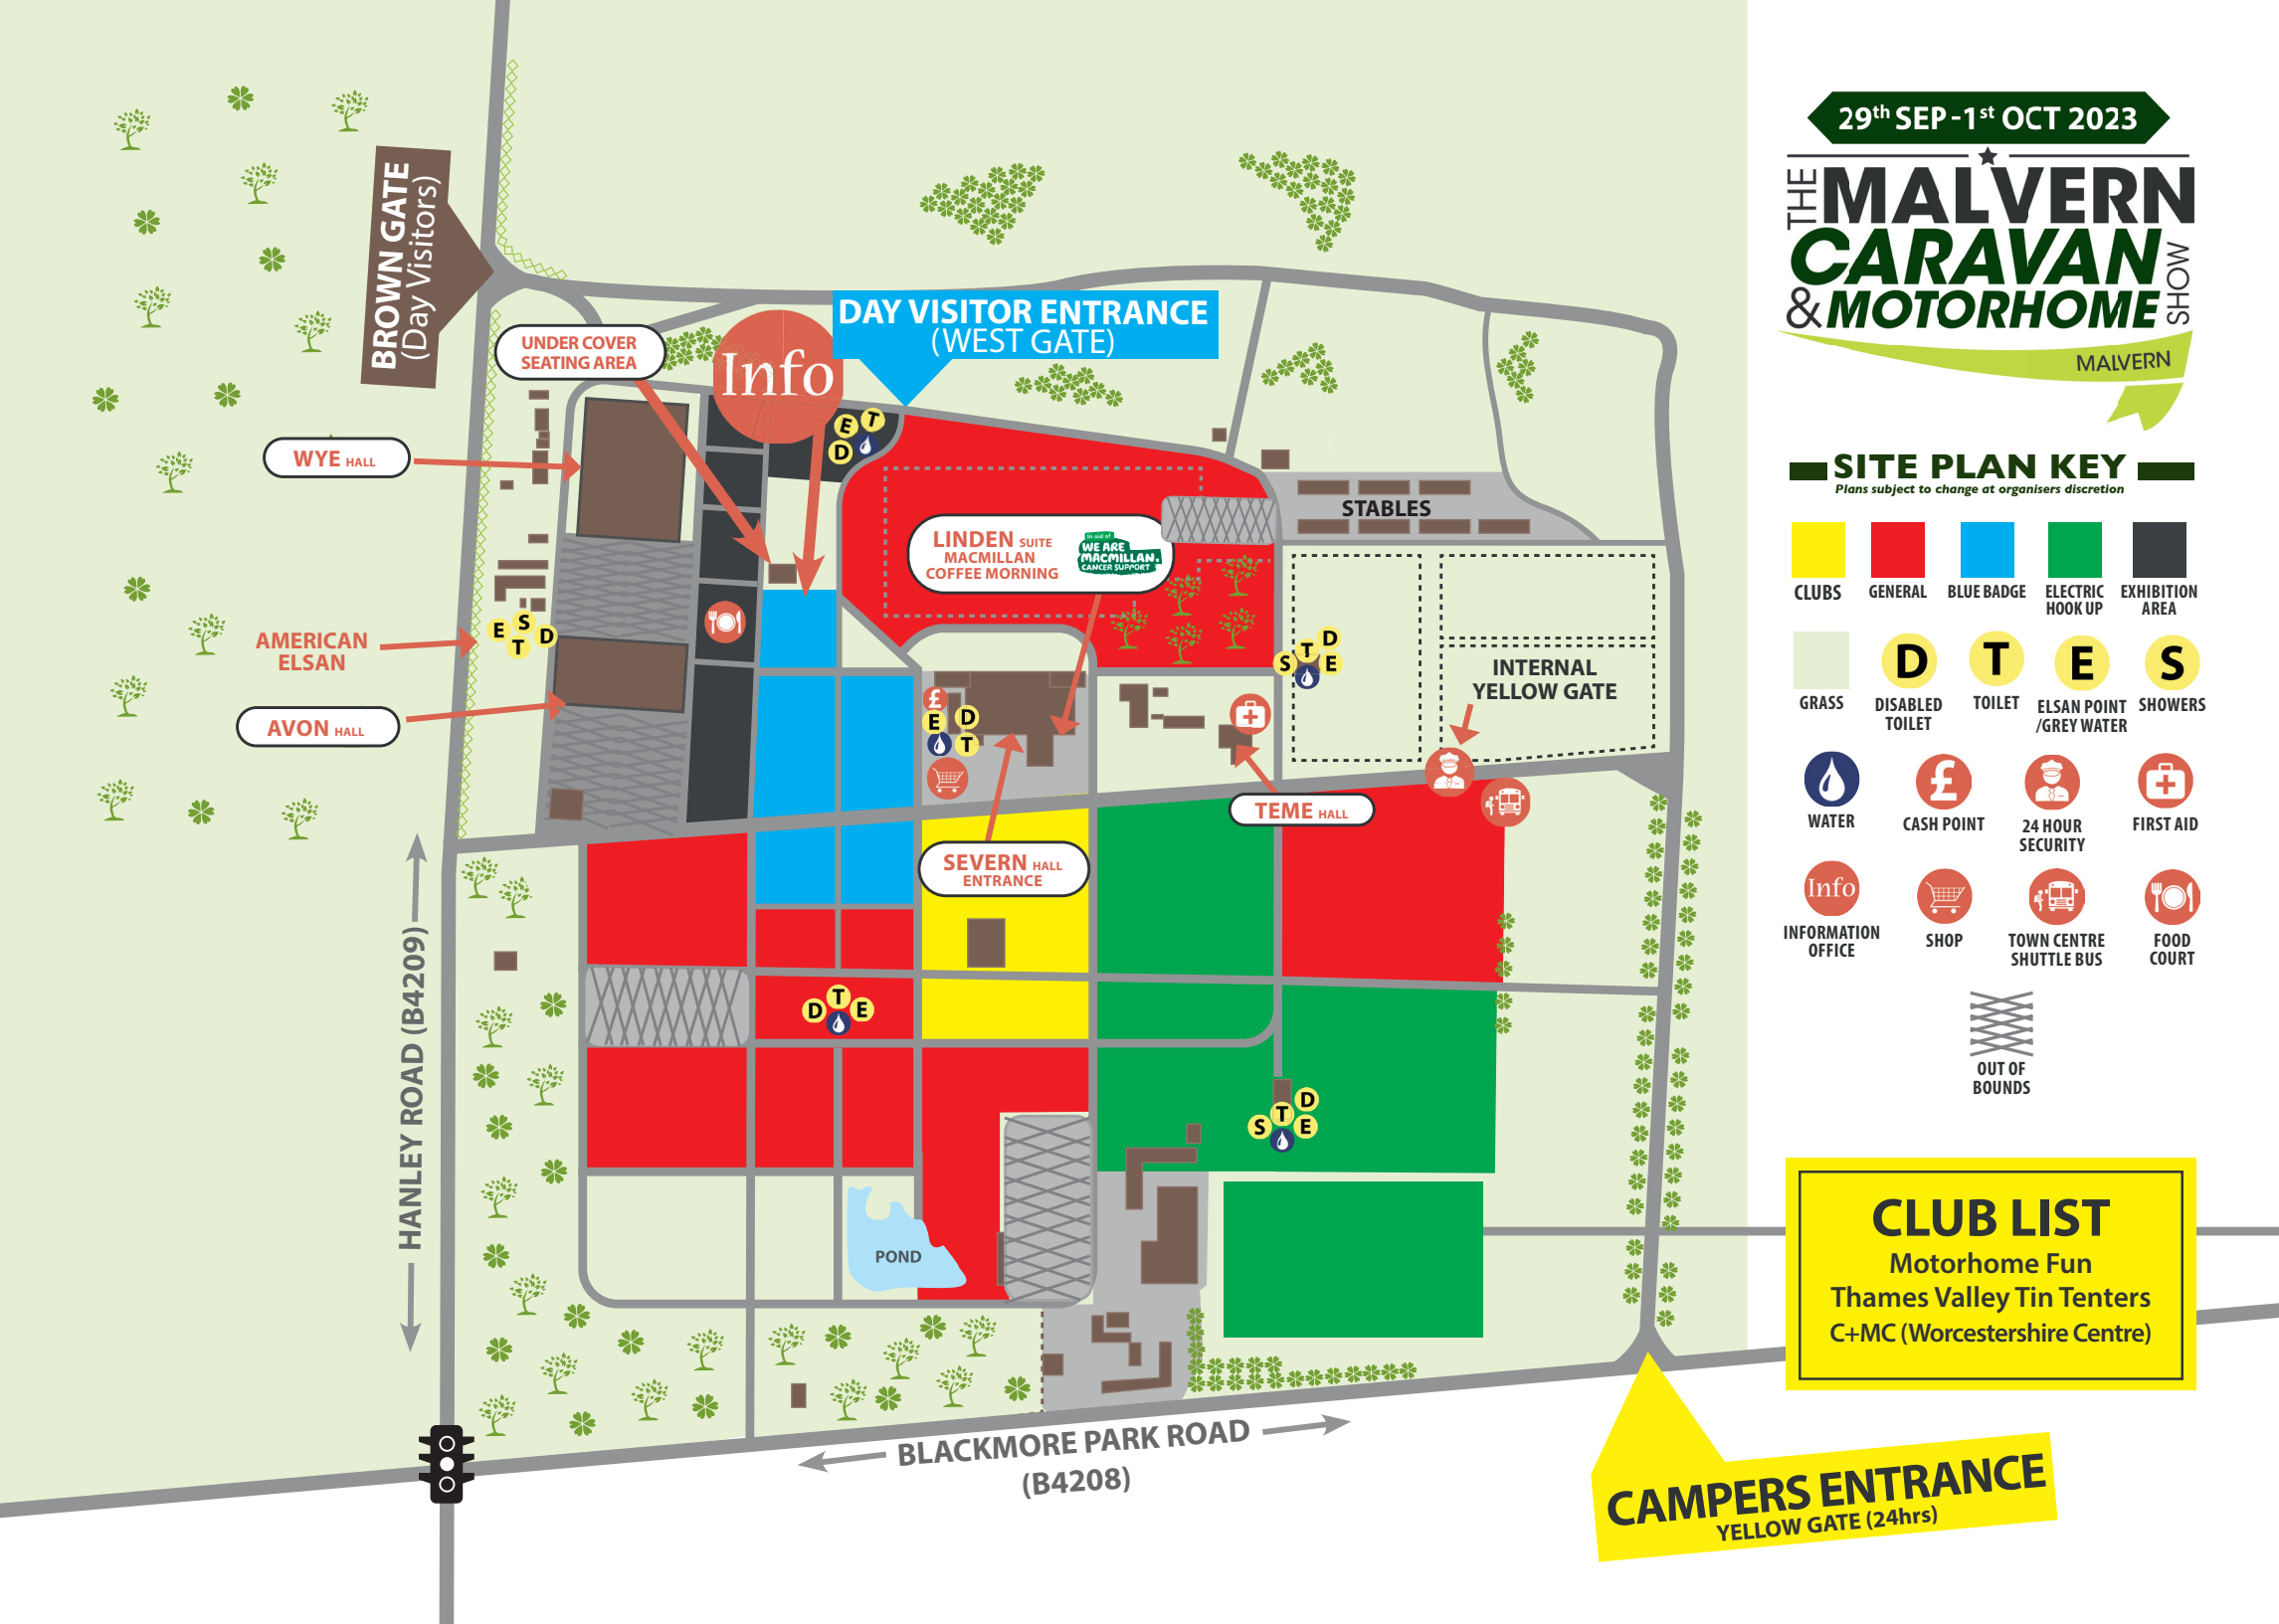 29th SEP-1st OCT 2023
THE MALVERN
CARAVAN
& MOTORHOME
SHOW
MALVERN
SITE PLAN KEY
Plans subject to change at organisers discretion
CLUBS
GENERAL
BLUE BADGE
ELECTRIC
HOOK UP
EXHIBITION
AREA
GRASS
D
DISABLED
TOILET
T
TOILET
E
ELSAN POINT
/GREY WATER
S
SHOWERS
WATER
£
CASH POINT
24 HOUR
SECURITY
FIRST AID
Info
INFORMATION
OFFICE
SHOP
TOWN CENTRE
SHUTTLE BUS
FOOD
COURT
OUT OF
BOUNDS
CLUB LIST
Motorhome Fun
Thames Valley Tin Tenters
C+MC (Worcestershire Centre)
CAMPERS ENTRANCE
YELLOW GATE (24hrs)
BROWN GATE
(Day Visitors)
UNDER COVER
SEATING AREA
Info
DAY VISITOR ENTRANCE
(WEST GATE)
E
T
D
WYE HALL
LINDEN SUITE
MACMILLAN
COFFEE MORNING
In aid of
WE ARE
MACMILLAN.
CANCER SUPPORT
STABLES
AMERICAN
ELSAN
E
S
D
T
AVON HALL
£
E
D
T
S
T
D
E
INTERNAL
YELLOW GATE
TEME HALL
SEVERN HALL
ENTRANCE
D
T
E
S
T
D
E
POND
HANLEY ROAD (B4209)
BLACKMORE PARK ROAD
(B4208)